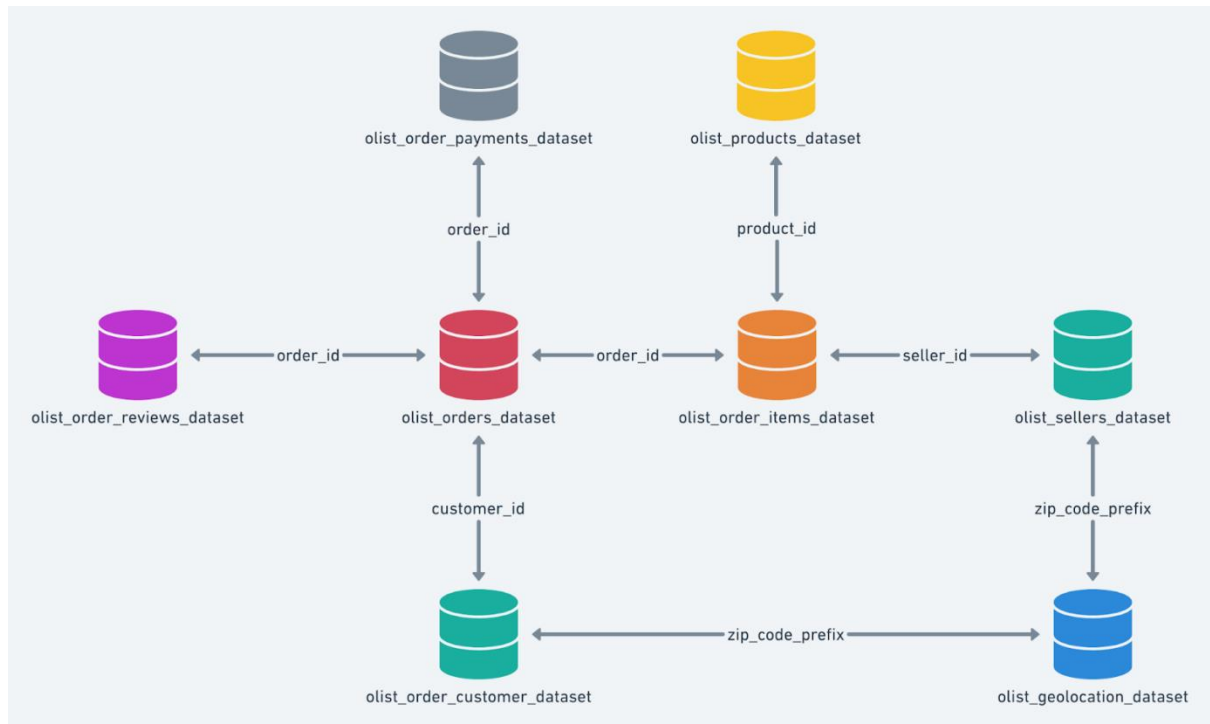 olist_order_payments_dataset
olist_products_dataset
order_id
product_id
order_id
order_id
seller_id
olist_order_reviews_dataset
olist_orders_dataset
olist_order_items_dataset
olist_sellers_dataset
customer_id
zip_code_prefix
zip_code_prefix
olist_order_customer_dataset
olist_geolocation_dataset